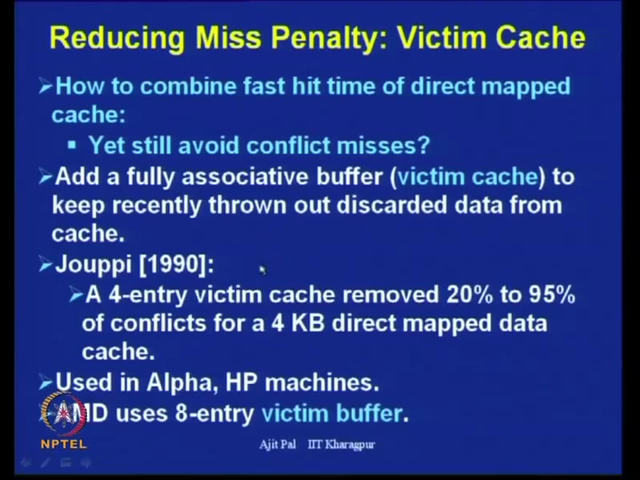 Reducing Miss Penalty: Victim Cache
How to combine fast hit time of direct mapped
cache:
Yet still avoid conflict misses?
Add a fully associative buffer (victim cache) to
keep recently thrown out discarded data from
cache.
Jouppi [1990]:
A 4-entry victim cache removed 20% to 95%
of conflicts for a 4 KB direct mapped data
cache.
Used in Alpha, HP machines.
AMD uses 8-entry victim buffer.
NPTEL
Ajit Pal IIT Kharagpur